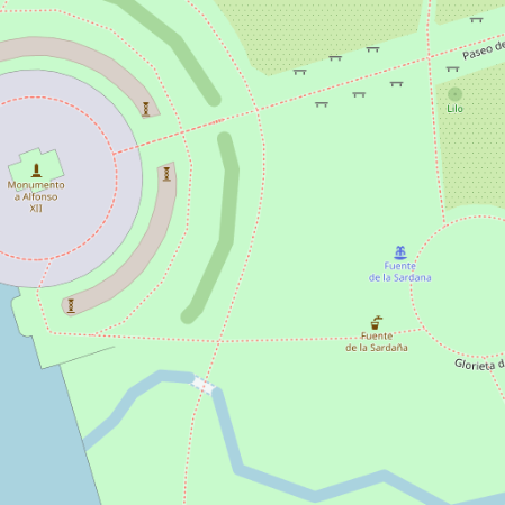 Paseo de
Lilo
Monumento
a Alfonso
XII
Fuente
de la Sardana
Fuente
de la Sardaña
Glorieta d